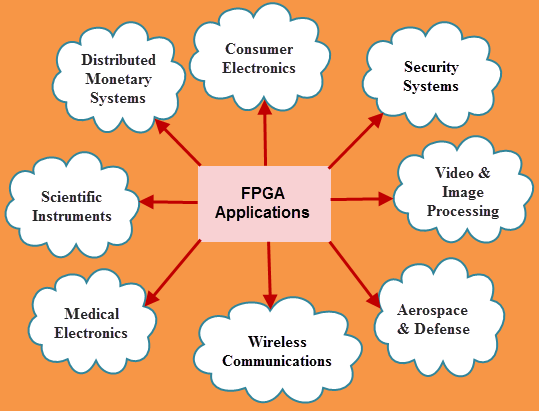 Distributed
Monetary
Systems
Consumer
Electronics
Security
Systems
Scientific
Instruments
FPGA
Applications
Video &
Image
Processing
Medical
Electronics
Wireless
Communications
Aerospace
& Defense